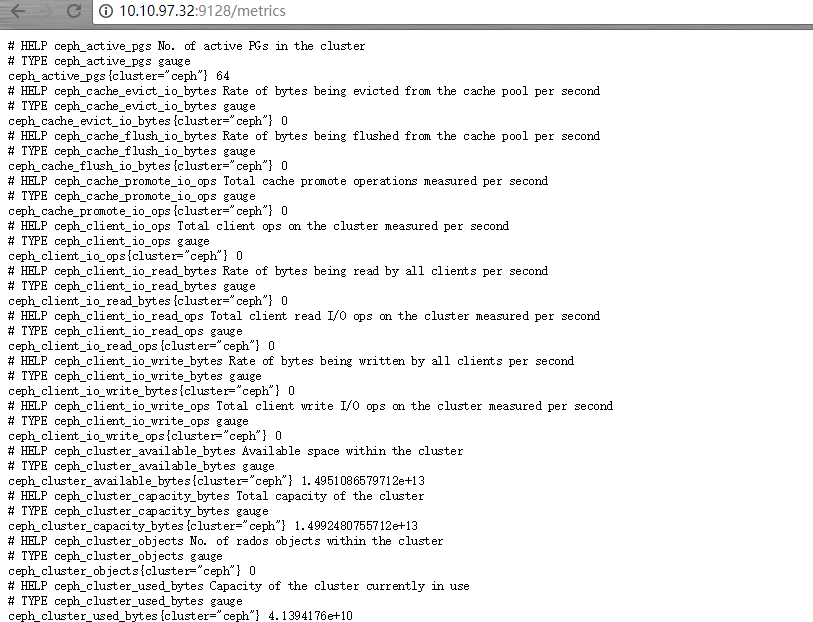 10.10.97.32:9128/metrics
# HELP ceph_active_pgs No. of active PGs in the cluster
# TYPE ceph_active_pgs gauge
ceph_active_pgs{cluster="ceph"} 64
# HELP ceph_cache_evict_io_bytes Rate of bytes being evicted from the cache pool per second
# TYPE ceph_cache_evict_io_bytes gauge
ceph_cache_evict_io_bytes{cluster="ceph"} 0
# HELP ceph_cache_flush_io_bytes Rate of bytes being flushed from the cache pool per second
# TYPE ceph_cache_flush_io_bytes gauge
ceph_cache_flush_io_bytes{cluster="ceph"} 0
# HELP ceph_cache_promote_io_ops Total cache promote operations measured per second
# TYPE ceph_cache_promote_io_ops gauge
ceph_cache_promote_io_ops{cluster="ceph"} 0
# HELP ceph_client_io_ops Total client ops on the cluster measured per second
# TYPE ceph_client_io_ops gauge
ceph_client_io_ops{cluster="ceph"} 0
# HELP ceph_client_io_read_bytes Rate of bytes being read by all clients per second
# TYPE ceph_client_io_read_bytes gauge
ceph_client_io_read_bytes{cluster="ceph"} 0
# HELP ceph_client_io_read_ops Total client read I/O ops on the cluster measured per second
# TYPE ceph_client_io_read_ops gauge
ceph_client_io_read_ops{cluster="ceph"} 0
# HELP ceph_client_io_write_bytes Rate of bytes being written by all clients per second
# TYPE ceph_client_io_write_bytes gauge
ceph_client_io_write_bytes{cluster="ceph"} 0
# HELP ceph_client_io_write_ops Total client write I/O ops on the cluster measured per second
# TYPE ceph_client_io_write_ops gauge
ceph_client_io_write_ops{cluster="ceph"} 0
# HELP ceph_cluster_available_bytes Available space within the cluster
# TYPE ceph_cluster_available_bytes gauge
ceph_cluster_available_bytes{cluster="ceph"} 1.4951086579712e+13
# HELP ceph_cluster_capacity_bytes Total capacity of the cluster
# TYPE ceph_cluster_capacity_bytes gauge
ceph_cluster_capacity_bytes{cluster="ceph"} 1.4992480755712e+13
# HELP ceph_cluster_objects No. of rados objects within the cluster
# TYPE ceph_cluster_objects gauge
ceph_cluster_objects{cluster="ceph"} 0
# HELP ceph_cluster_used_bytes Capacity of the cluster currently in use
# TYPE ceph_cluster_used_bytes gauge
ceph_cluster_used_bytes{cluster="ceph"} 4.1394176e+10